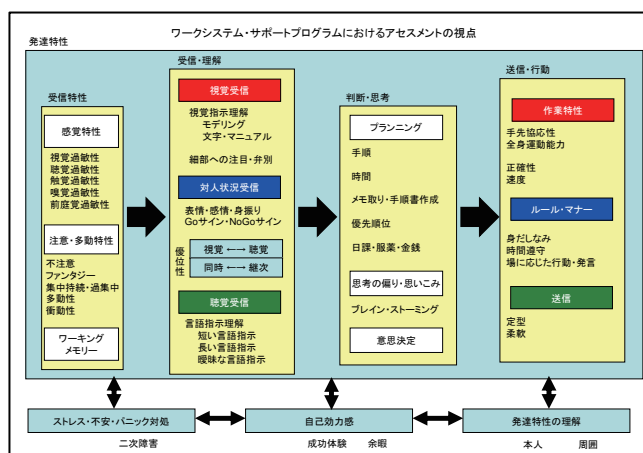 ワークシステム・サポートプログラムにおけるアセスメントの視点
発達特性
受信特性
感覚特性
視覚過敏性
聴覚過敏性
触覚過敏性
嗅覚過敏性
前庭覚過敏性
注意・多動特性
不注意
ファンタジー
集中持続・過集中
多動性
衝動性
ワーキング
メモリー
受信・理解
視覚受信
視覚指示理解
モデリング
文字・マニュアル
細部への注目・弁別
対人状況受信
表情・感情・身振り
Goサイン・NoGoサイン
優位性
視覚 ←→ 聴覚
同時 ←→ 継次
聴覚受信
言語指示理解
短い言語指示
長い言語指示
曖昧な言語指示
判断・思考
プランニング
手順
時間
メモ取り・手順書作成
優先順位
日課・服薬・金銭
思考の偏り・思いこみ
ブレイン・ストーミング
意思決定
送信・行動
作業特性
手先協応性
全身運動能力
正確性
速度
ルール・マナー
身だしなみ
時間遵守
場に応じた行動・発言
送信
定型
柔軟
ストレス・不安・パニック対処
二次障害
自己効力感
成功体験 余暇
発達特性の理解
本人 周囲